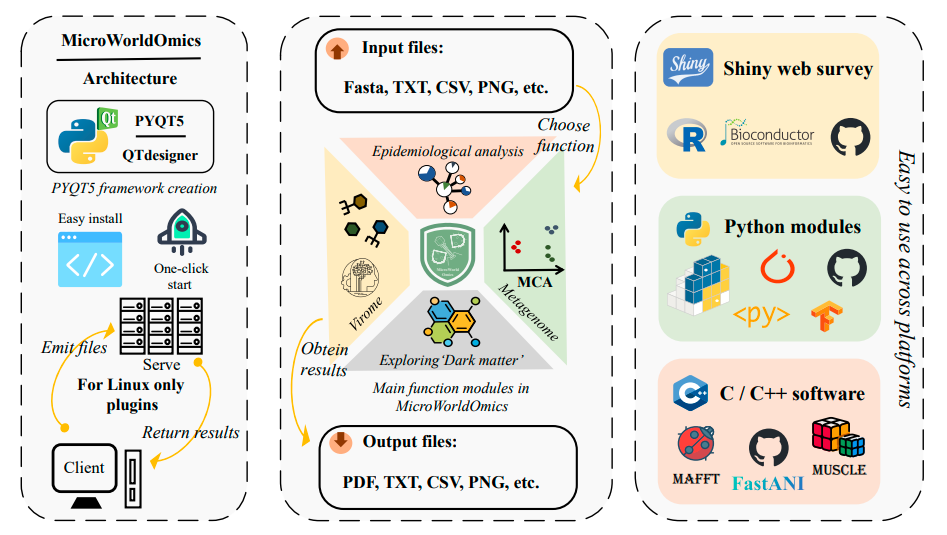 MicroWorldOmics
Architecture
Qt
PYQT5
QTdesigner
PYQT5 framework creation
Easy install
</>
One-click
start
Emit files
Serve
For Linux only
plugins
Return results
Client
Input files:
Fasta, TXT, CSV, PNG, etc.
Choose
function
Epidemiological analysis
Virome
MCA
Metagenome
Exploring ‘Dark matter’
Obtein
results
Main function modules in
MicroWorldOmics
Output files:
PDF, TXT, CSV, PNG, etc.
Shiny
Shiny web survey
R
Bioconductor
OPEN SOURCE SOFTWARE FOR BIOINFORMATICS
Python modules
<py>
C++
C / C++ software
MAFFT
FastANI
MUSCLE
Easy to use across platforms